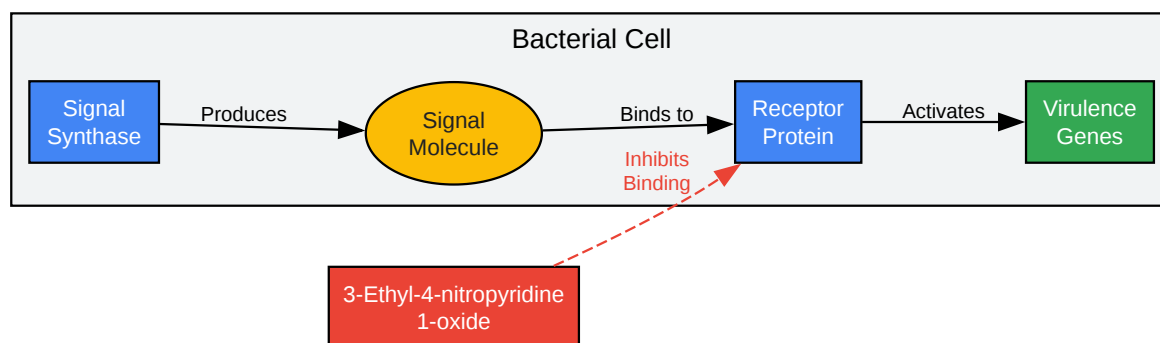 Bacterial Cell
Signal
Synthase
Produces
Signal
Molecule
Binds to
Receptor
Protein
Activates
Virulence
Genes
Inhibits
Binding
3-Ethyl-4-nitropyridine
1-oxide